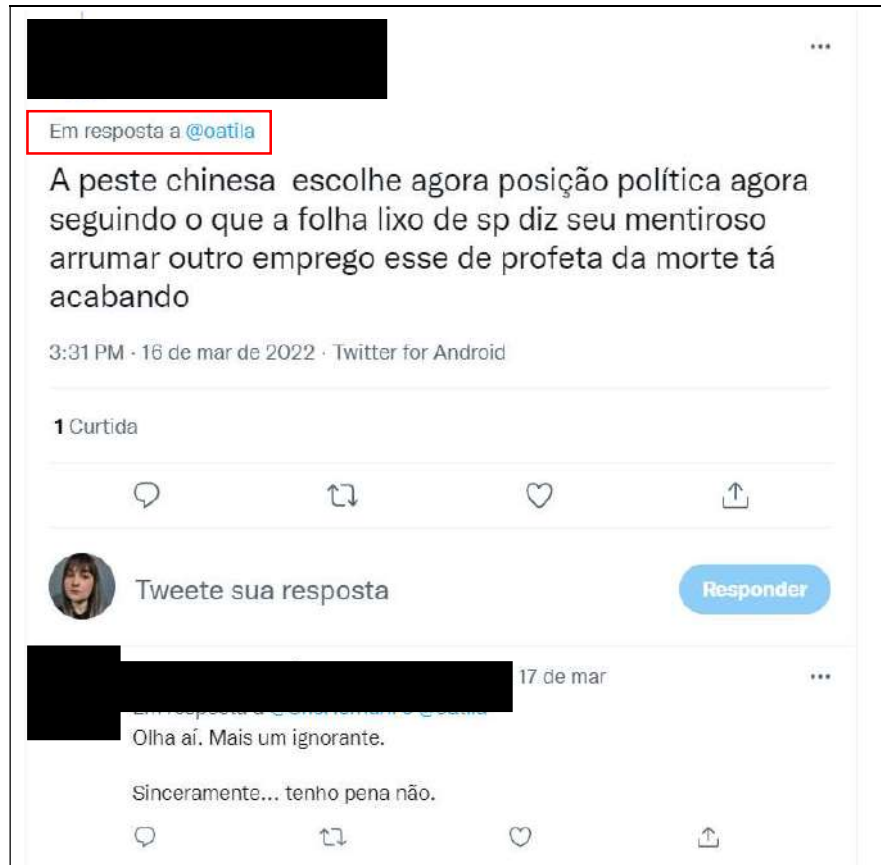 Em resposta a @oatila
A peste chinesa escolhe agora posição política agora
seguindo o que a folha lixo de sp diz seu mentiroso
arrumar outro emprego esse de profeta da morte tá
acabando
3:31 PM · 16 de mar de 2022 · Twitter for Android
1 Curtida
Tweete sua resposta
Responder
17 de mar
Olha aí. Mais um ignorante.
Sinceramente... tenho pena não.